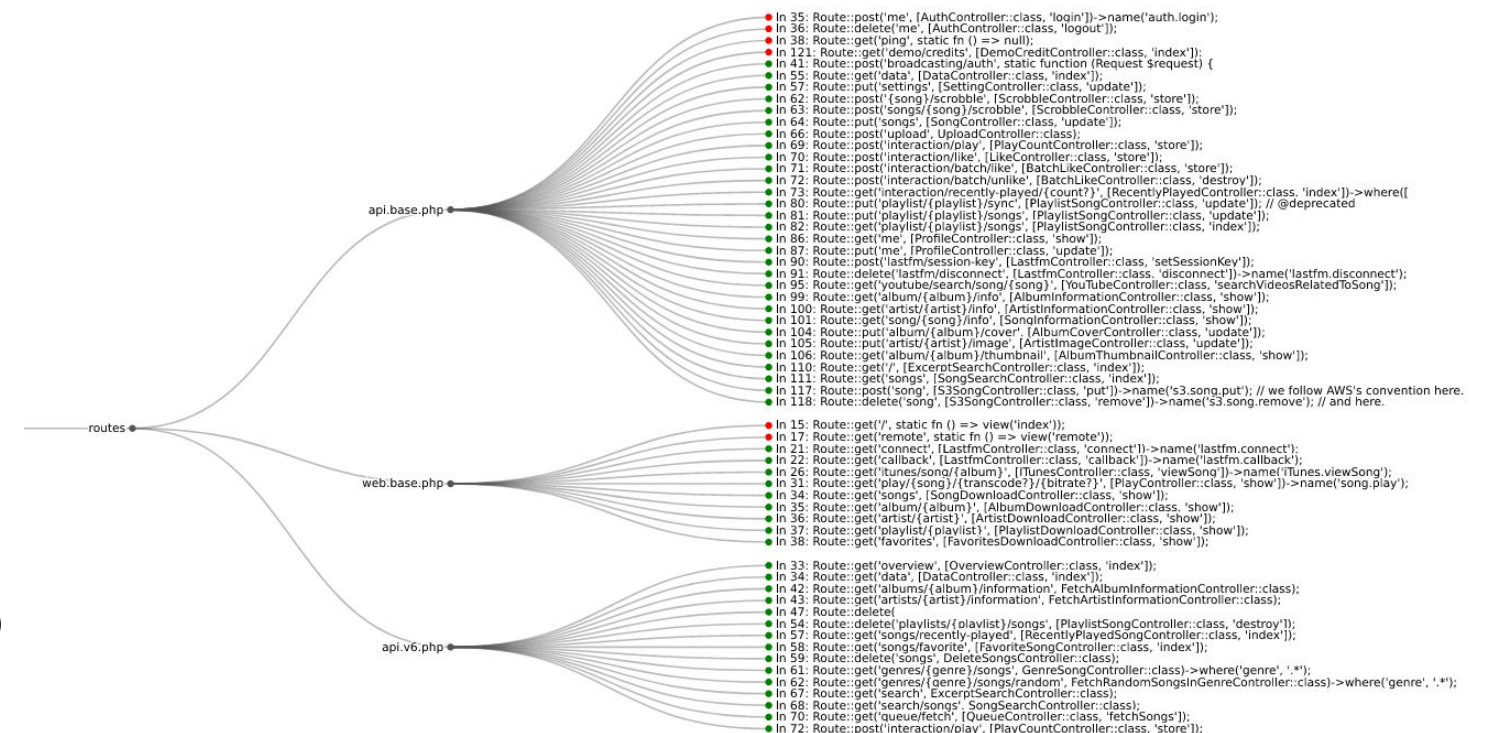 routes
api.base.php
ln 35: Route::post('me', [AuthController::class, 'login'])->name('auth.login');
ln 36: Route::delete('me', [AuthController::class, 'logout']);
ln 38: Route::get('ping', static fn () => null);
ln 121: Route::get('demo/credits', [DemoCreditController::class, 'index']);
ln 41: Route::post('broadcasting/auth', static function (Request $request) {
ln 55: Route::get('data', [DataController::class, 'index']);
ln 57: Route::put('settings', [SettingController::class, 'update']);
ln 62: Route::post('{song}/scrobble', [ScrobbleController::class, 'store']);
ln 63: Route::post('songs/{song}/scrobble', [ScrobbleController::class, 'store']);
ln 64: Route::put('songs', [SongController::class, 'update']);
ln 66: Route::post('upload', UploadController::class);
ln 69: Route::post('interaction/play', [PlayCountController::class, 'store']);
ln 70: Route::post('interaction/like', [LikeController::class, 'store']);
ln 71: Route::post('interaction/batch/like', [BatchLikeController::class, 'store']);
ln 72: Route::post('interaction/batch/unlike', [BatchLikeController::class, 'destroy']);
ln 73: Route::get('interaction/recently-played/{count?}', [RecentlyPlayedController::class, 'index'])->where([
ln 80: Route::put('playlist/{playlist}/sync', [PlaylistSongController::class, 'update']); // @deprecated
ln 81: Route::put('playlist/{playlist}/songs', [PlaylistSongController::class, 'update']);
ln 82: Route::get('playlist/{playlist}/songs', [PlaylistSongController::class, 'index']);
ln 86: Route::get('me', [ProfileController::class, 'show']);
ln 87: Route::put('me', [ProfileController::class, 'update']);
ln 90: Route::post('lastfm/session-key', [LastfmController::class, 'setSessionKey']);
ln 91: Route::delete('lastfm/disconnect', [LastfmController::class, 'disconnect'])->name('lastfm.disconnect');
ln 95: Route::get('youtube/search/song/{song}', [YouTubeController::class, 'searchVideosRelatedToSong']);
ln 99: Route::get('album/{album}/info', [AlbumInformationController::class, 'show']);
ln 100: Route::get('artist/{artist}/info', [ArtistInformationController::class, 'show']);
ln 101: Route::get('song/{song}/info', [SongInformationController::class, 'show']);
ln 104: Route::put('album/{album}/cover', [AlbumCoverController::class, 'update']);
ln 105: Route::put('artist/{artist}/image', [ArtistImageController::class, 'update']);
ln 106: Route::get('album/{album}/thumbnail', [AlbumThumbnailController::class, 'show']);
ln 110: Route::get('/', [ExcerptSearchController::class, 'index']);
ln 111: Route::get('songs', [SongSearchController::class, 'index']);
ln 117: Route::post('song', [S3SongController::class, 'put'])->name('s3.song.put'); // we follow AWS's convention here.
ln 118: Route::delete('song', [S3SongController::class, 'remove'])->name('s3.song.remove'); // and here.
web.base.php
ln 15: Route::get('/', static fn () => view('index'));
ln 17: Route::get('remote', static fn () => view('remote'));
ln 21: Route::get('connect', [LastfmController::class, 'connect'])->name('lastfm.connect');
ln 22: Route::get('callback', [LastfmController::class, 'callback'])->name('lastfm.callback');
ln 26: Route::get('itunes/song/{album}', [ITunesController::class, 'viewSong'])->name('iTunes.viewSong');
ln 31: Route::get('play/{song}/{transcode?}/{bitrate?}', [PlayController::class, 'show'])->name('song.play');
ln 34: Route::get('songs', [SongDownloadController::class, 'show']);
ln 35: Route::get('album/{album}', [AlbumDownloadController::class, 'show']);
ln 36: Route::get('artist/{artist}', [ArtistDownloadController::class, 'show']);
ln 37: Route::get('playlist/{playlist}', [PlaylistDownloadController::class, 'show']);
ln 38: Route::get('favorites', [FavoritesDownloadController::class, 'show']);
api.v6.php
ln 33: Route::get('overview', [OverviewController::class, 'index']);
ln 34: Route::get('data', [DataController::class, 'index']);
ln 42: Route::get('albums/{album}/information', FetchAlbumInformationController::class);
ln 43: Route::get('artists/{artist}/information', FetchArtistInformationController::class);
ln 47: Route::delete(
ln 54: Route::delete('playlists/{playlist}/songs', [PlaylistSongController::class, 'destroy']);
ln 57: Route::get('songs/recently-played', [RecentlyPlayedSongController::class, 'index']);
ln 58: Route::get('songs/favorite', [FavoriteSongController::class, 'index']);
ln 59: Route::delete('songs', DeleteSongsController::class);
ln 61: Route::get('genres/{genre}/songs', GenreSongController::class)->where('genre', '.*');
ln 62: Route::get('genres/{genre}/songs/random', FetchRandomSongsInGenreController::class)->where('genre', '.*');
ln 67: Route::get('search', ExcerptSearchController::class);
ln 68: Route::get('search/songs', SongSearchController::class);
ln 70: Route::get('queue/fetch', [QueueController::class, 'fetchSongs']);
ln 72: Route::post('interaction/play', [PlayCountController::class, 'store']);